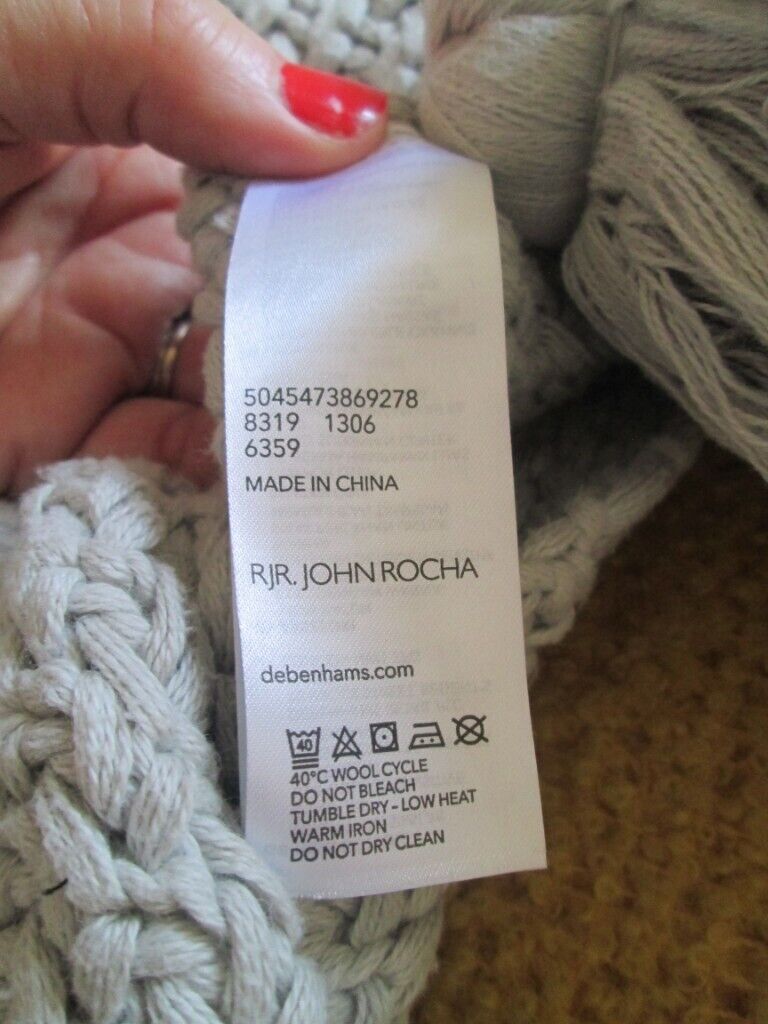 5045473869278
8319 1306
6359
MADE IN CHINA
RJR. JOHN ROCHA
debenhams.com
40
40°C WOOL CYCLE
DO NOT BLEACH
TUMBLE DRY - LOW HEAT
WARM IRON
DO NOT DRY CLEAN